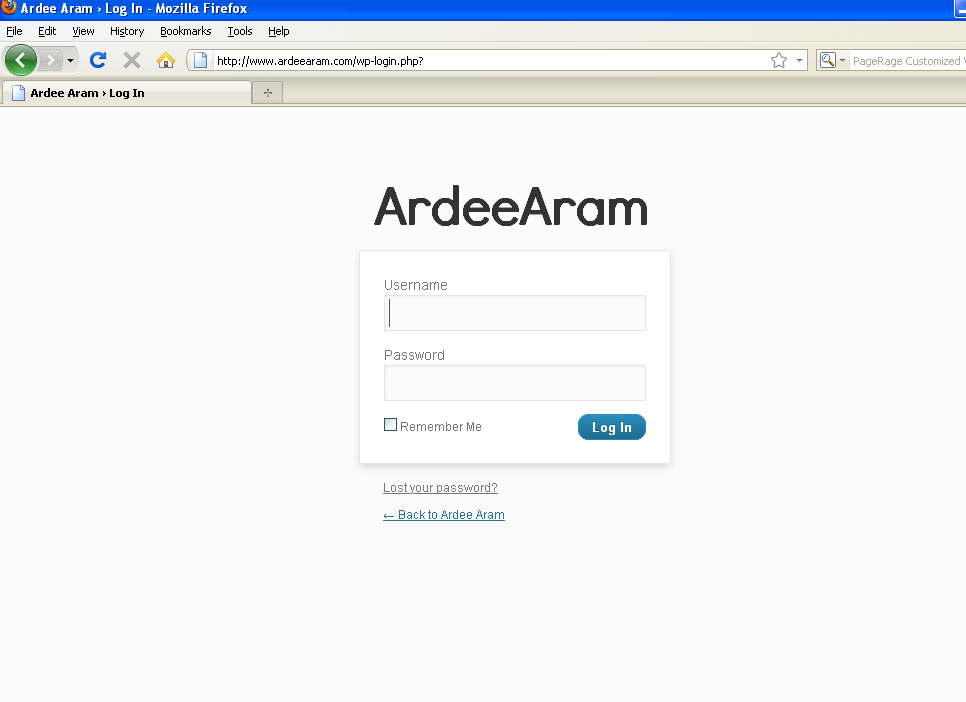 Ardee Aram › Log In - Mozilla Firefox
File Edit View History Bookmarks Tools Help
http://www.ardeearam.com/wp-login.php?
PageRage Customized
Ardee Aram › Log In
ArdeeAram
Username
Password
Remember Me
Log In
Lost your password?
← Back to Ardee Aram